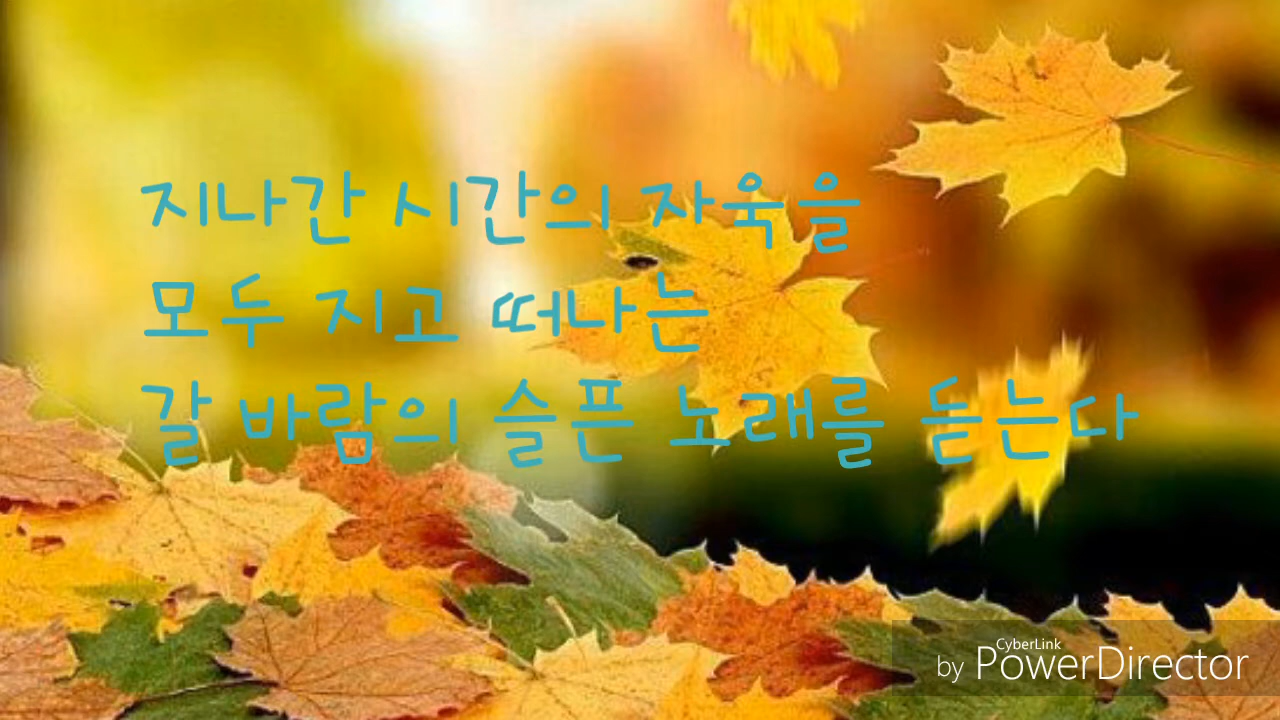 지나간 시간의 자욱을
모두 지고 떠나는
갈 바람의 슬픈 노래를 듣는다
CyberLink
by PowerDirector